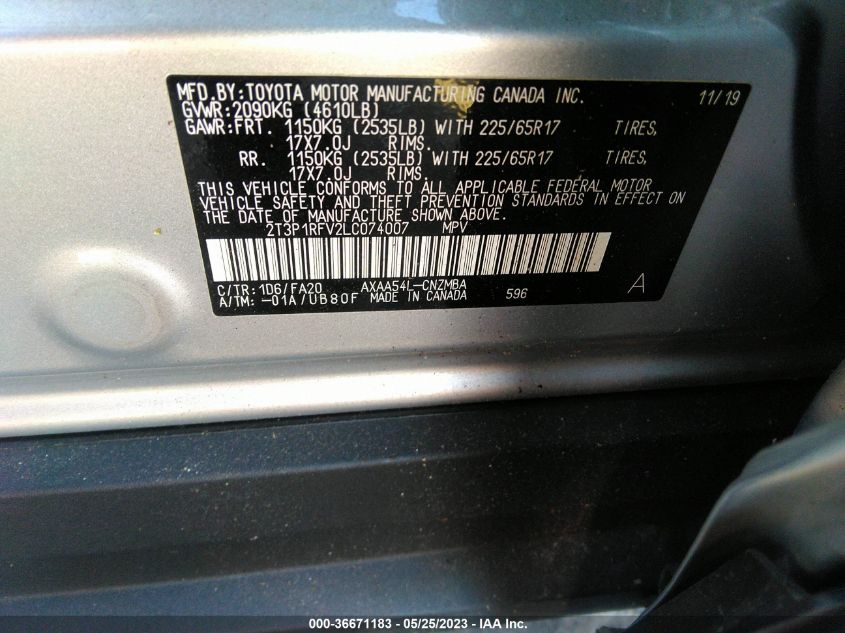 MFD.BY:TOYOTA MOTOR MANUFACTURING CANADA INC. 11/19
GVWR:2090KG (4610LB)
GAWR:FRT. 1150KG (2535LB) WITH 225/65R17 TIRES,
17X7.0J RIMS.
RR. 1150KG (2535LB) WITH 225/65R17 TIRES,
17X7.0J RIMS.
THIS VEHICLE CONFORMS TO ALL APPLICABLE FEDERAL MOTOR
VEHICLE SAFETY AND THEFT PREVENTION STANDARDS IN EFFECT ON
THE DATE OF MANUFACTURE SHOWN ABOVE.
2T3P1RFV2LC074007 MPV
C/TR:1D6/FA20 AXAA54L-CNZMBA A
A/TM:-01A/UB80F MADE IN CANADA 596
000-36671183 - 05/25/2023 - IAA Inc.